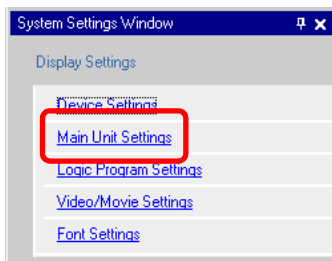 System Settings Window
Display Settings
Device Settings
Main Unit Settings
Logic Program Settings
Video/Movie Settings
Font Settings